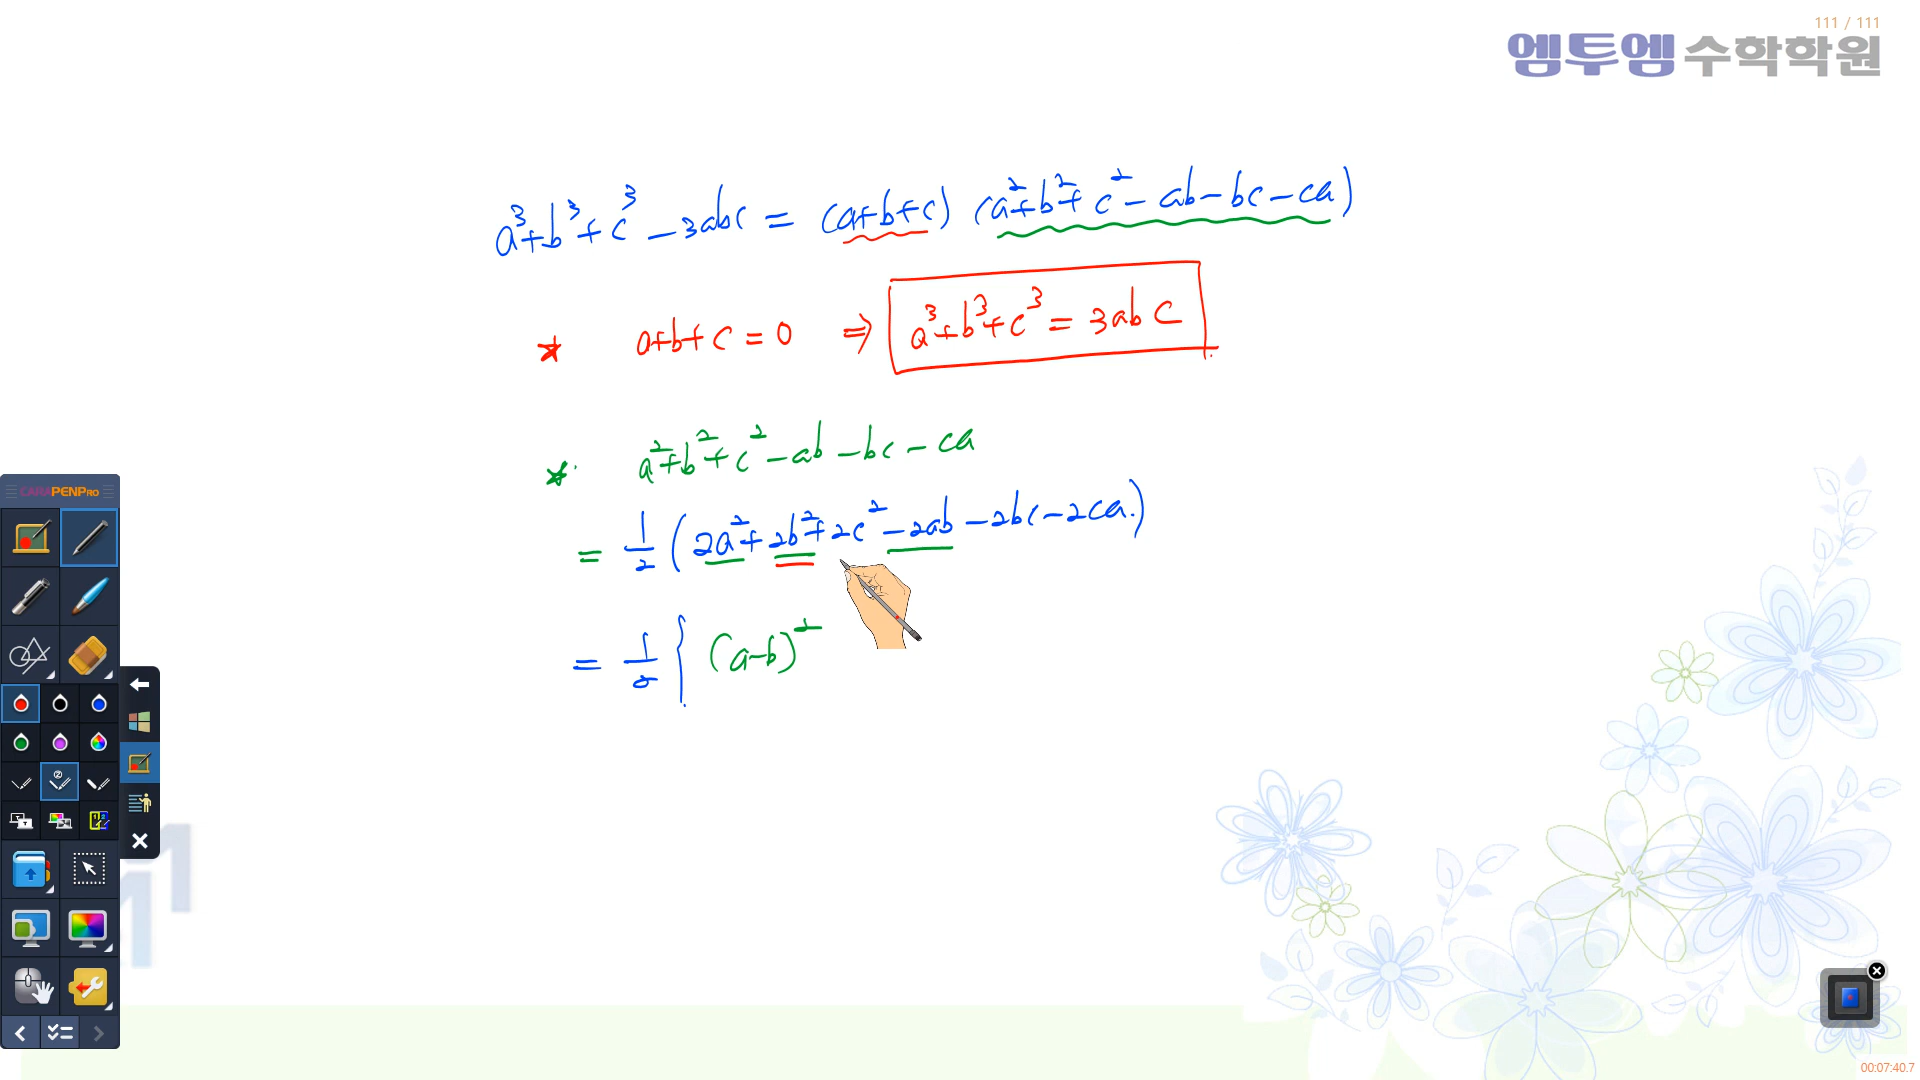 111 / 111
엠투엠 수학학원
a³+b³+c³-3abc = (a+b+c) (a²+b²+c²-ab-bc-ca)
* a+b+c=0 ⇒ a³+b³+c³=3abc
* a²+b²+c²-ab-bc-ca
= 1/2 (2a²+2b²+2c²-2ab-2bc-2ca)
= 1/2 { (a-b)²
CARAPENPRO
②
00:07:40.7